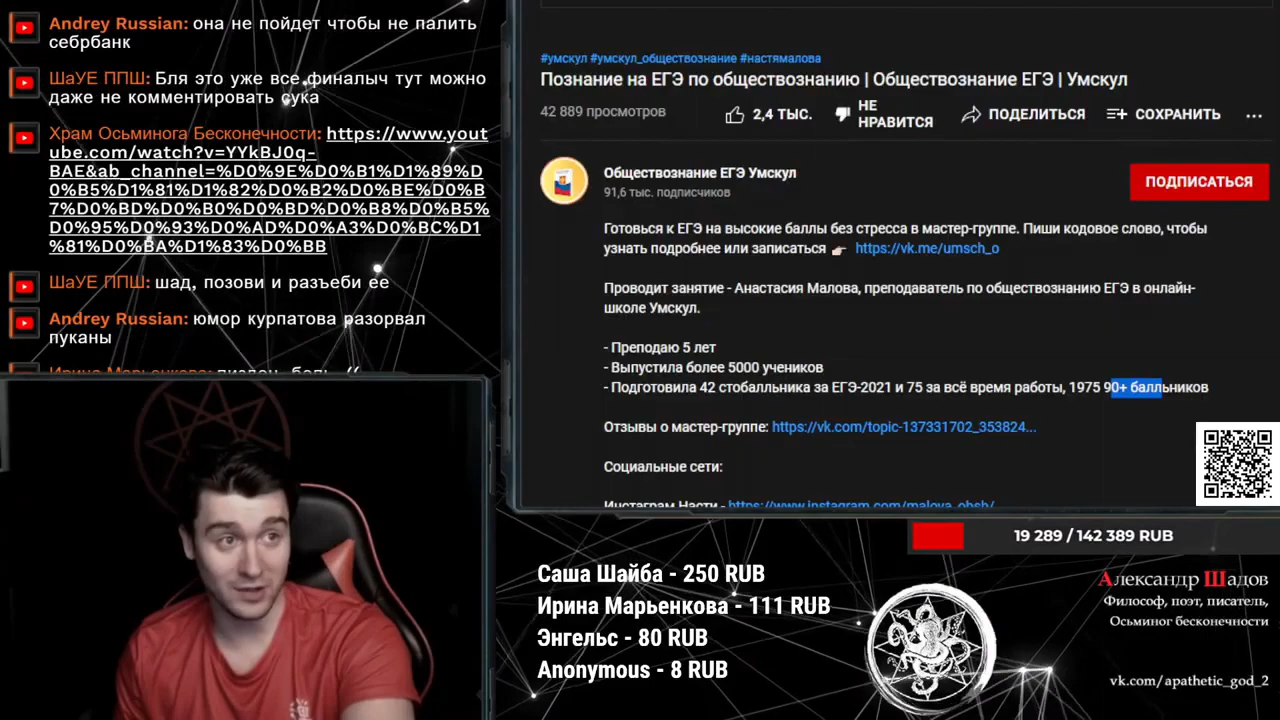 Andrey Russian: она не пойдет чтобы не палить
себрбанк
ШаУЕ ППШ: Бля это уже все финалыч тут можно
даже не комментировать сука
Храм Осьминога Бесконечности: https://www.yout
ube.com/watch?v=YYkBJ0q-
BAE&ab_channel=%D0%9E%D0%B1%D1%89%D
0%B5%D1%81%D1%82%D0%B2%D0%BE%D0%B
7%D0%BD%D0%B0%D0%BD%D0%B8%D0%B5%
D0%95%D0%93%D0%AD%D0%A3%D0%BC%D1
%81%D0%BA%D1%83%D0%BB
ШаУЕ ППШ: шад, позови и разъеби ее
Andrey Russian: юмор курпатова разорвал
пуканы
Ирина Марьенкова:
#умскул #умскул_обществознание #настямалова
Познание на ЕГЭ по обществознанию | Обществознание ЕГЭ | Умскул
42 889 просмотров
2,4 ТЫС.
НЕ НРАВИТСЯ
ПОДЕЛИТЬСЯ
СОХРАНИТЬ
Обществознание ЕГЭ Умскул
91,6 тыс. подписчиков
ПОДПИСАТЬСЯ
Готовься к ЕГЭ на высокие баллы без стресса в мастер-группе. Пиши кодовое слово, чтобы
узнать подробнее или записаться https://vk.me/umsch_o
Проводит занятие - Анастасия Малова, преподаватель по обществознанию ЕГЭ в онлайн-
школе Умскул.
- Преподаю 5 лет
- Выпустила более 5000 учеников
- Подготовила 42 стобалльника за ЕГЭ-2021 и 75 за всё время работы, 1975 90+ балльников
Отзывы о мастер-группе: https://vk.com/topic-137331702_353824...
Социальные сети:
Инстаграм Насти - https://www.instagram.com/malova_obsh/
19 289 / 142 389 RUB
Саша Шайба - 250 RUB
Ирина Марьенкова - 111 RUB
Энгельс - 80 RUB
Anonymous - 8 RUB
Александр Шадов
Философ, поэт, писатель,
Осьминог бесконечности
vk.com/apathetic_god_2